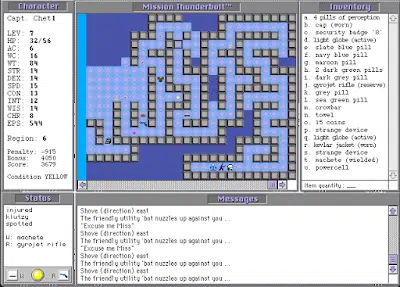 Character
Capt. Chet1
LEV: 7
HP: 32/56
AC: 6
MC: 16
WT: 84
STR: 14
DEX: 14
SPD: 15
CON: 11
INT: 12
WIS: 14
CHR: 8
EPS: 544
Region: 6
Penalty: -915
Bonus: 4050
Score: 3679
Condition YELLOW
Mission Thunderbolt™
Inventory
a. 4 pills of perception
b. cap (worn)
c. security badge '8'
d. light globe (active)
e. slate blue pill
f. navy blue pill
g. maroon pill
h. 2 dark green pills
i. dark grey pill
j. gyrojet rifle (reserve)
k. grey pill
l. sea green pill
m. crowbar
n. towel
o. 15 coins
p. strange device
q. light globe (active)
r. kevlar jacket (worn)
s. strange device
t. machete (wielded)
v. powercell
Item quantity:
Status
injured
klutzy
spotted
W: machete
R: gyrojet rifle
W
R
Messages
Shove (direction) east
The friendly utility 'bot nuzzles up against you ...
"Excuse me Miss"
Shove (direction) east
The friendly utility 'bot nuzzles up against you ...
"Excuse me Miss"
Shove (direction) east
The friendly utility 'bot nuzzles up against you ...
Shove (direction) east
The friendly utility 'bot nuzzles up against you ...